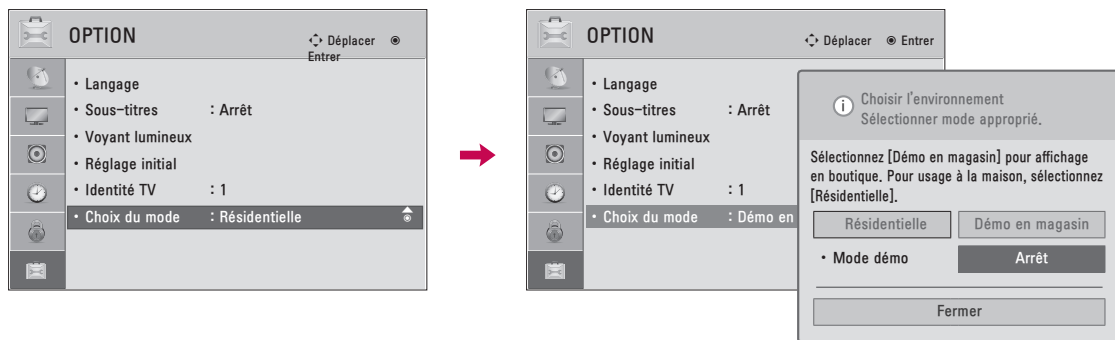 OPTION
Déplacer
Entrer
• Langage
• Sous-titres : Arrêt
• Voyant lumineux
• Réglage initial
• Identité TV : 1
• Choix du mode : Résidentielle
OPTION
Déplacer Entrer
• Langage
• Sous-titres : Arrêt
• Voyant lumineux
• Réglage initial
• Identité TV : 1
• Choix du mode : Démo en
i Choisir l'environnement
Sélectionner mode approprié.
Sélectionnez [Démo en magasin] pour affichage
en boutique. Pour usage à la maison, sélectionnez
[Résidentielle].
Résidentielle Démo en magasin
• Mode démo Arrêt
Fermer